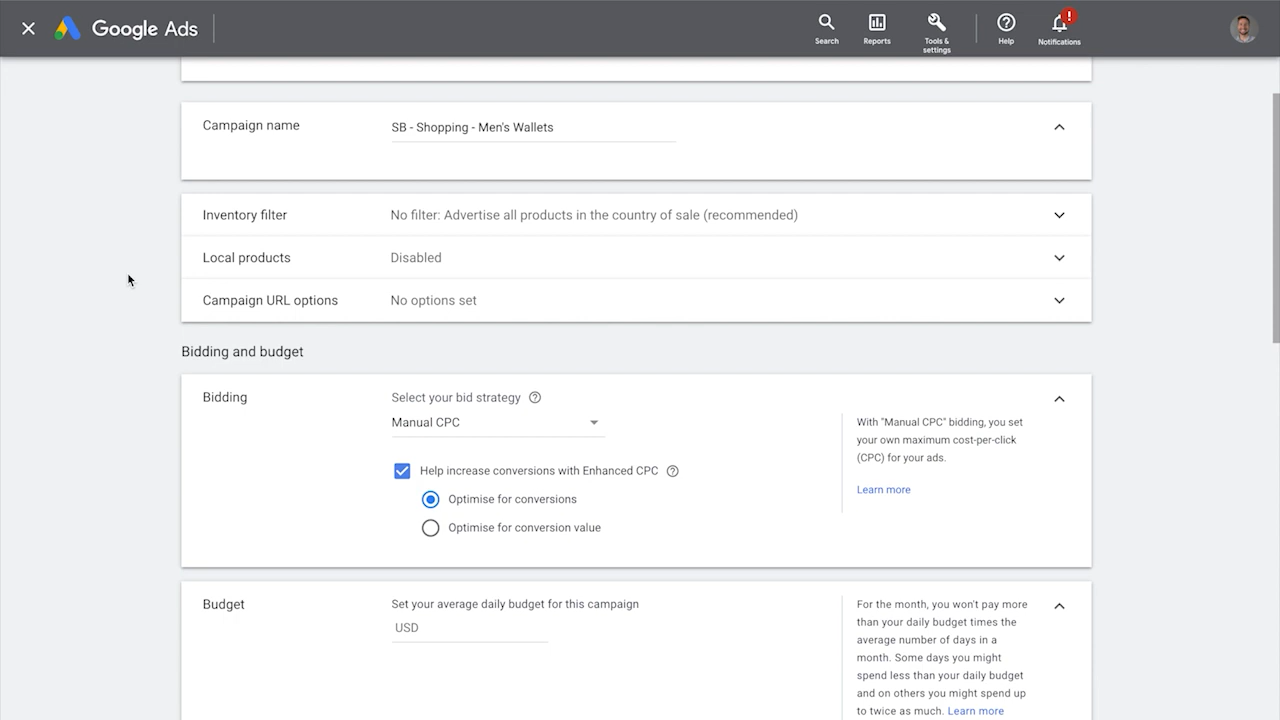 Google Ads
Search
Reports
Tools &
settings
Help
!
Notifications
Campaign name
SB - Shopping - Men's Wallets
Inventory filter
No filter: Advertise all products in the country of sale (recommended)
Local products
Disabled
Campaign URL options
No options set
Bidding and budget
Bidding
Select your bid strategy ?
Manual CPC
Help increase conversions with Enhanced CPC ?
Optimise for conversions
Optimise for conversion value
With "Manual CPC" bidding, you set
your own maximum cost-per-click
(CPC) for your ads.
Learn more
Budget
Set your average daily budget for this campaign
USD
For the month, you won't pay more
than your daily budget times the
average number of days in a
month. Some days you might
spend less than your daily budget
and on others you might spend up
to twice as much. Learn more